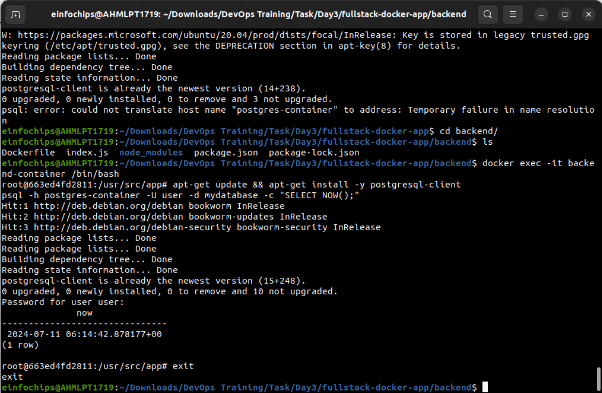 einfochips@AHMLPT1719: ~/Downloads/DevOps Training/Task/Day3/fullstack-docker-app/backend
W: https://packages.microsoft.com/ubuntu/20.04/prod/dists/focal/InRelease: Key is stored in legacy trusted.gpg
keyring (/etc/apt/trusted.gpg), see the DEPRECATION section in apt-key(8) for details.
Reading package lists... Done
Building dependency tree... Done
Reading state information... Done
postgresql-client is already the newest version (14+238).
0 upgraded, 0 newly installed, 0 to remove and 3 not upgraded.
psql: error: could not translate host name "postgres-container" to address: Temporary failure in name resolutio
n
einfochips@AHMLPT1719:~/Downloads/DevOps Training/Task/Day3/fullstack-docker-app$ cd backend/
einfochips@AHMLPT1719:~/Downloads/DevOps Training/Task/Day3/fullstack-docker-app/backend$ ls
Dockerfile index.js node_modules package.json package-lock.json
einfochips@AHMLPT1719:~/Downloads/DevOps Training/Task/Day3/fullstack-docker-app/backend$ docker exec -it backe
nd-container /bin/bash
root@663ed4fd2811:/usr/src/app# apt-get update && apt-get install -y postgresql-client
psql -h postgres-container -U user -d mydatabase -c "SELECT NOW();"
Hit:1 http://deb.debian.org/debian bookworm InRelease
Hit:2 http://deb.debian.org/debian bookworm-updates InRelease
Hit:3 http://deb.debian.org/debian-security bookworm-security InRelease
Reading package lists... Done
Reading package lists... Done
Building dependency tree... Done
Reading state information... Done
postgresql-client is already the newest version (15+248).
0 upgraded, 0 newly installed, 0 to remove and 10 not upgraded.
Password for user user:
now
-------------------------------
2024-07-11 06:14:42.878177+00
(1 row)
root@663ed4fd2811:/usr/src/app# exit
exit
einfochips@AHMLPT1719:~/Downloads/DevOps Training/Task/Day3/fullstack-docker-app/backend$